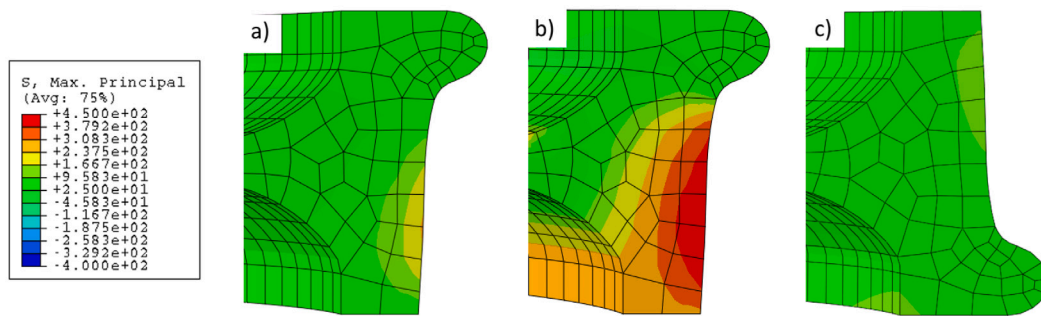 a)
b)
c)
S, Max. Principal
(Avg: 75%)
+4.500e+02
+3.792e+02
+3.083e+02
+2.375e+02
+1.667e+02
+9.583e+01
+2.500e+01
-4.583e+01
-1.167e+02
-1.875e+02
-2.583e+02
-3.292e+02
-4.000e+02